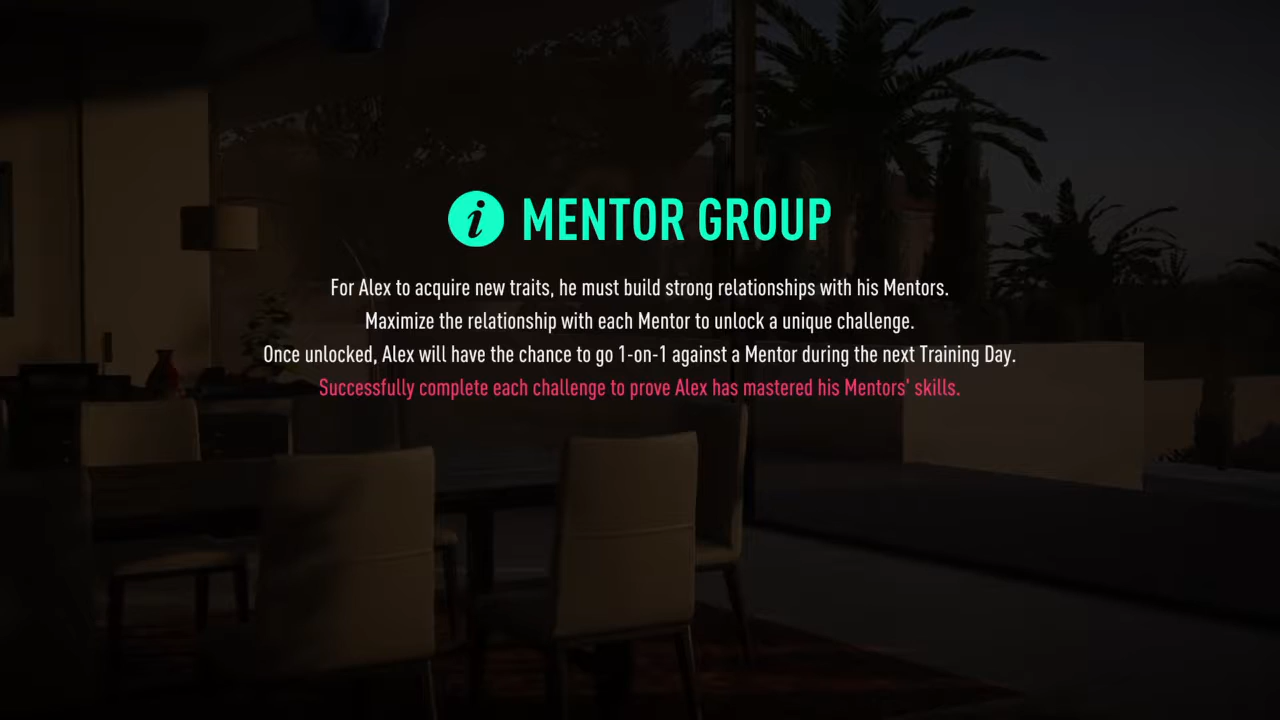 MENTOR GROUP
For Alex to acquire new traits, he must build strong relationships with his Mentors.
Maximize the relationship with each Mentor to unlock a unique challenge.
Once unlocked, Alex will have the chance to go 1-on-1 against a Mentor during the next Training Day.
Successfully complete each challenge to prove Alex has mastered his Mentors' skills.